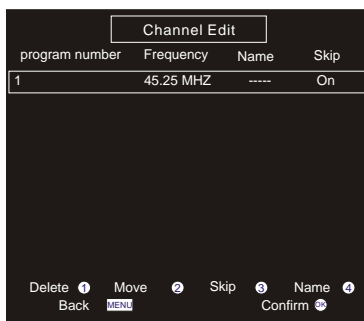 Channel Edit
program number Frequency Name Skip
1 45.25 MHZ ----- On
Delete 1 Move 2 Skip 3 Name 4
Back MENU Confirm OK